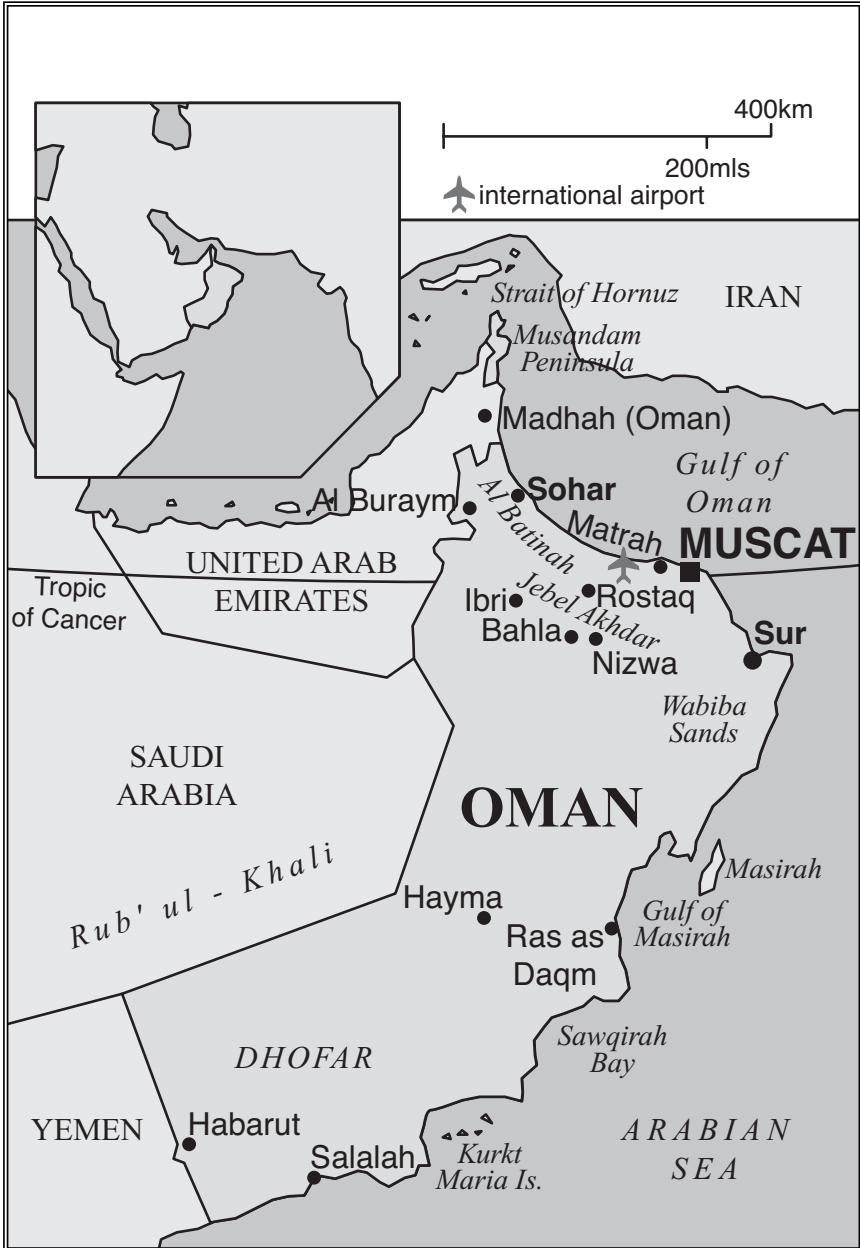 400km
200mls
international airport
Strait of Hornuz
IRAN
Musandam
Peninsula
Madhah (Oman)
Gulf of
Oman
Al Buraym
Sohar
Al Batinah
Matrah
MUSCAT
UNITED ARAB
EMIRATES
Tropic
of Cancer
Ibri
Jebel Akhdar
Rostaq
Bahla
Nizwa
Sur
Wabiba
Sands
SAUDI
ARABIA
OMAN
Rub' ul - Khali
Masirah
Hayma
Gulf of
Masirah
Ras as
Daqm
DHOFAR
Sawqirah
Bay
YEMEN
Habarut
ARABIAN
SEA
Salalah
Kurkt
Maria Is.